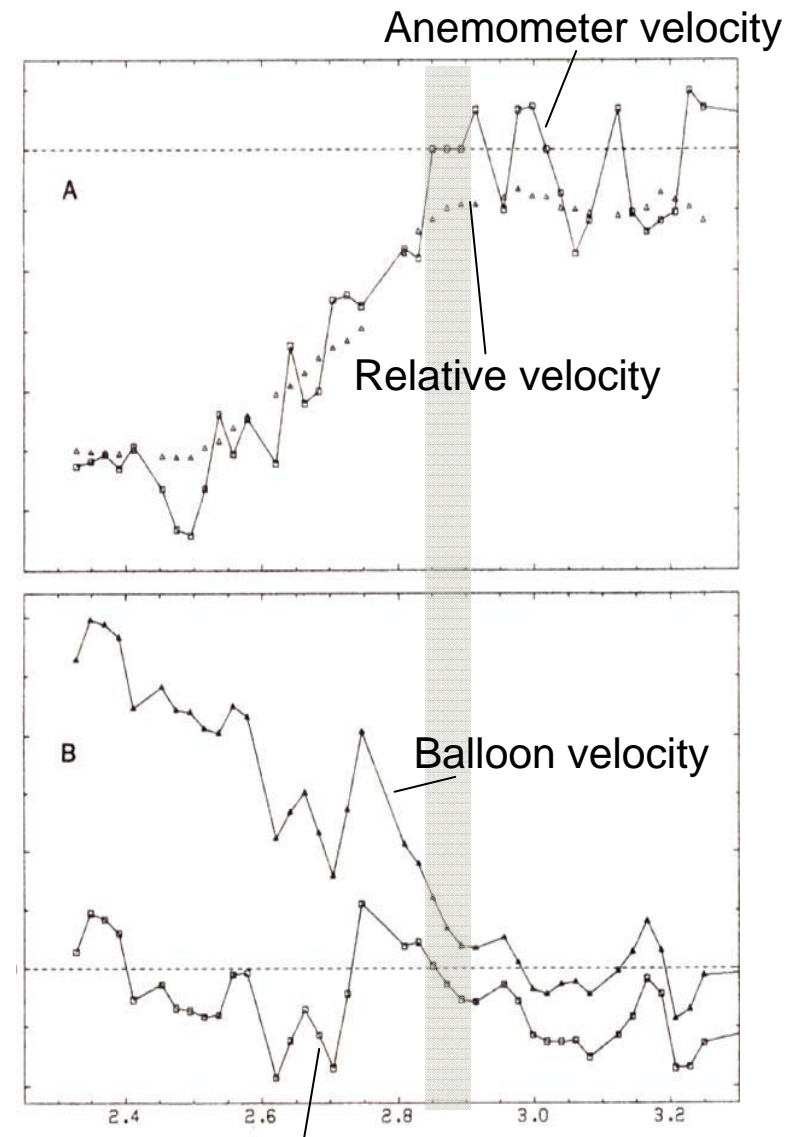 Anemometer velocity
A
Relative velocity
B
Balloon velocity
2.4 2.6 2.8 3.0 3.2